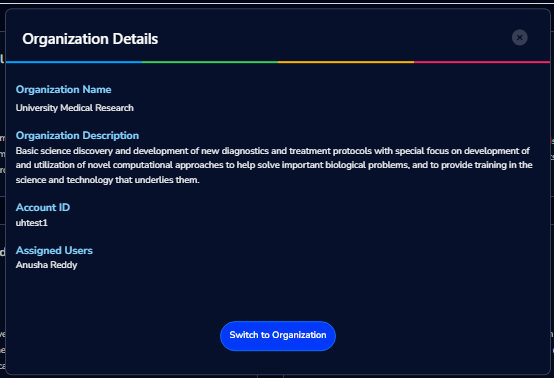 Organization Details
Organization Name
University Medical Research
Organization Description
Basic science discovery and development of new diagnostics and treatment protocols with special focus on development of
and utilization of novel computational approaches to help solve important biological problems, and to provide training in the
science and technology that underlies them.
Account ID
uhtest1
Assigned Users
Anusha Reddy
Switch to Organization